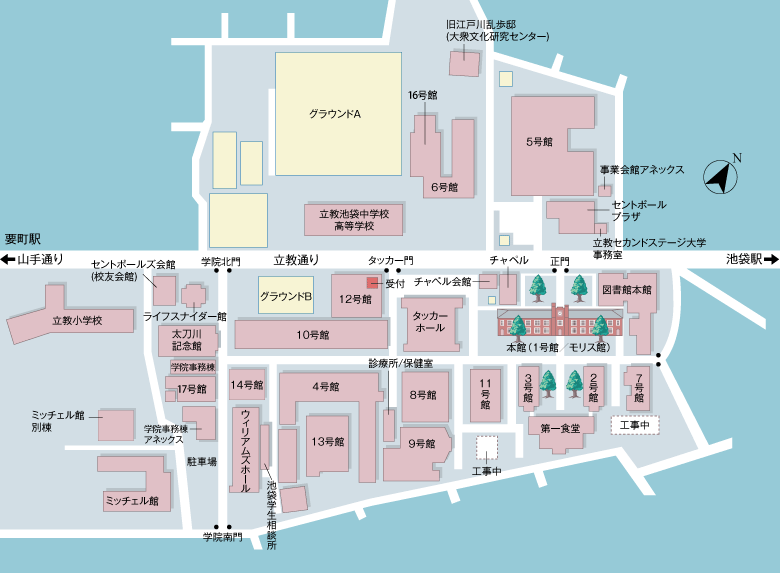 旧江戸川乱歩邸
(大衆文化研究センター)
16号館
グラウンドA
5号館
N
事業会館アネックス
6号館
セントポール
プラザ
立教池袋中学校
高等学校
立教セカンドステージ大学
事務室
要町駅
山手通り
立教通り
池袋駅
セントポールズ会館
(校友会館)
学院北門
タッカー門
チャペル
正門
受付
チャペル会館
グラウンドB
12号館
図書館本館
ライフスナイダー館
立教小学校
太刀川
記念館
10号館
タッカー
ホール
本館(1号館/モリス館)
診療所/保健室
学院事務棟
17号館
14号館
4号館
8号館
11号館
3号館
2号館
7号館
ミッチェル館
別棟
学院事務棟
アネックス
ウィリアムズホール
13号館
9号館
第一食堂
工事中
駐車場
工事中
ミッチェル館
池袋学生相談所
学院南門